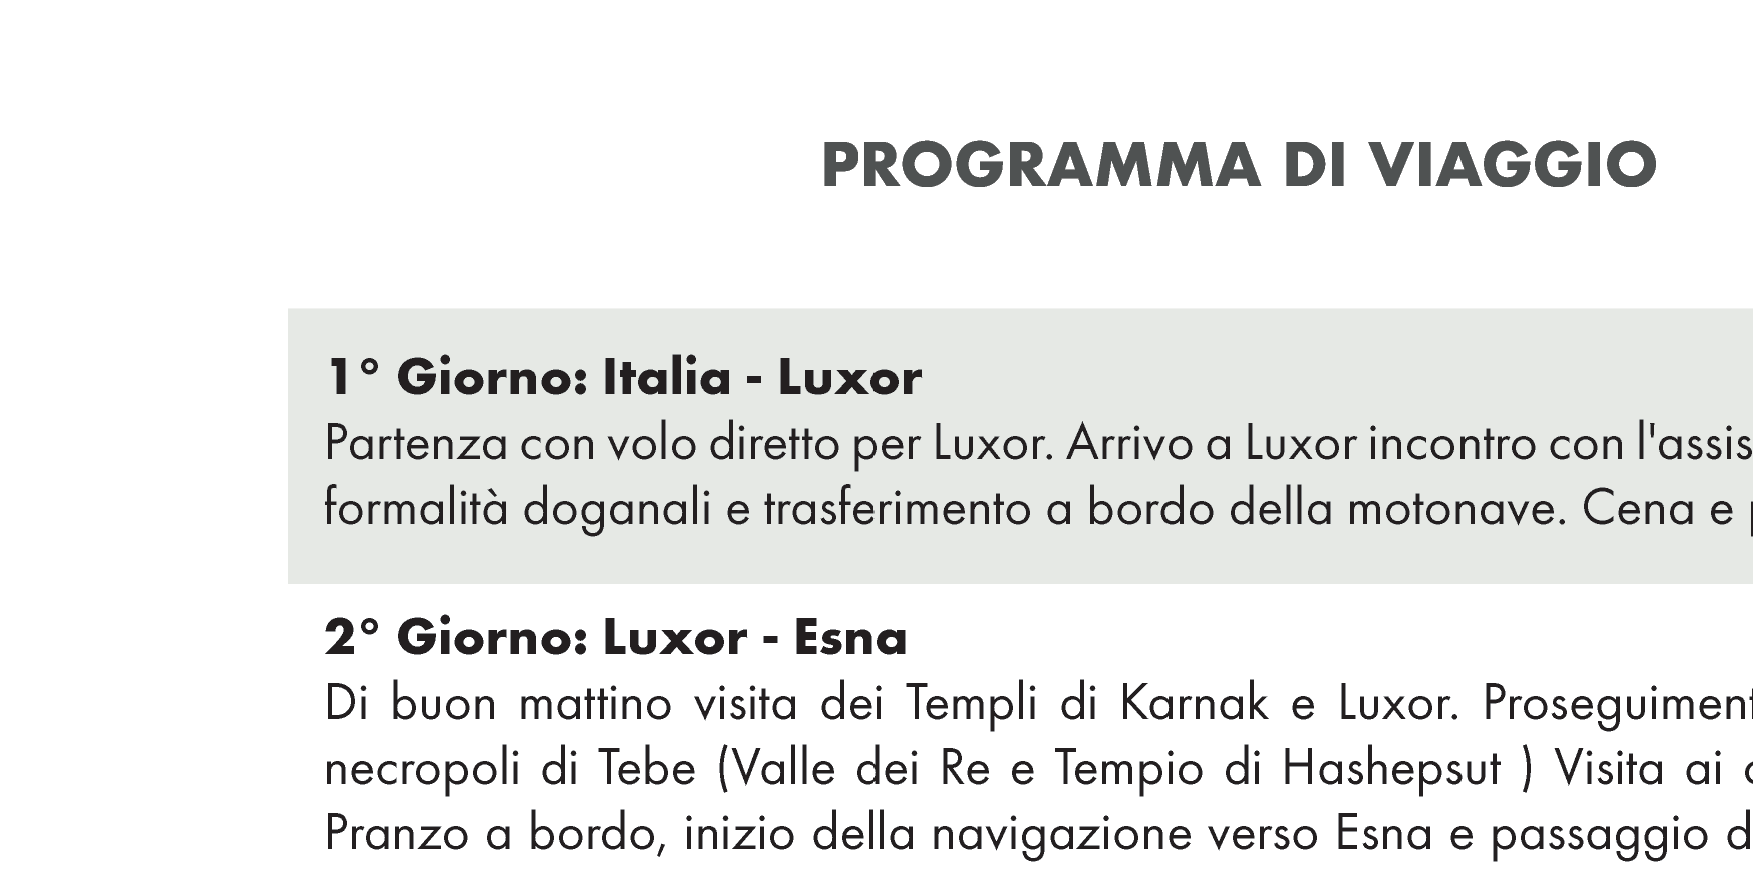 PROGRAMMA DI VIAGGIO
1° Giorno: Italia - Luxor
Partenza con volo diretto per Luxor. Arrivo a Luxor incontro con l'assis
formalità doganali e trasferimento a bordo della motonave. Cena e
2° Giorno: Luxor - Esna
Di buon mattino visita dei Templi di Karnak e Luxor. Proseguiment
necropoli di Tebe (Valle dei Re e Tempio di Hashepsut ) Visita ai
Pranzo a bordo, inizio della navigazione verso Esna e passaggio d